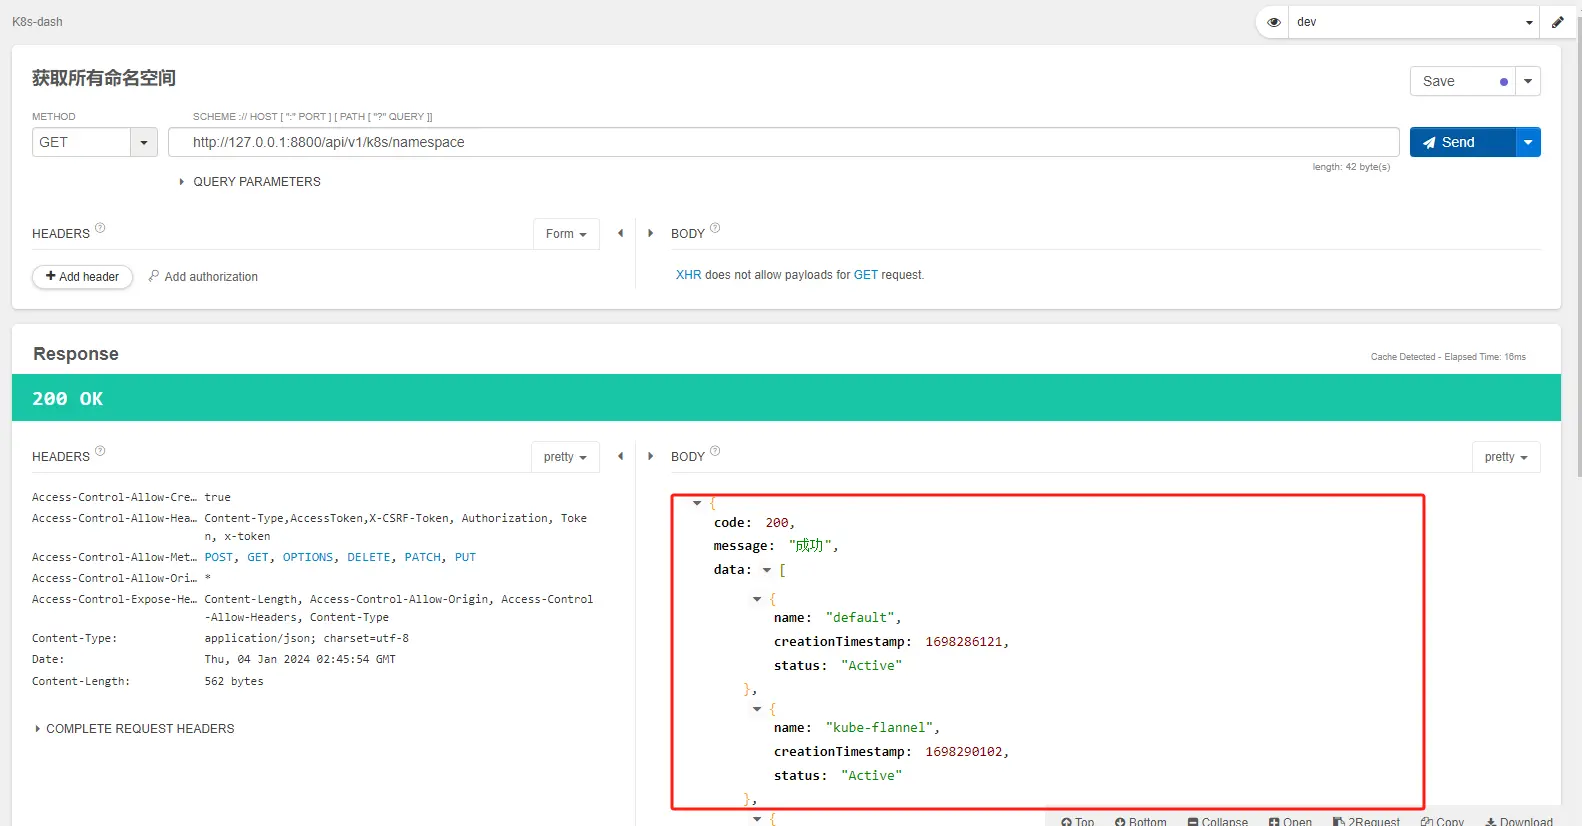 K8s-dash
dev
获取所有命名空间
Save
METHOD
SCHEME :// HOST [ ":" PORT ] [ PATH [ "?" QUERY ]]
GET
http://127.0.0.1:8800/api/v1/k8s/namespace
Send
length: 42 byte(s)
QUERY PARAMETERS
HEADERS ?
Form
BODY ?
+ Add header
Add authorization
XHR does not allow payloads for GET request.
Response
Cache Detected - Elapsed Time: 16ms
200 OK
HEADERS ?
pretty
BODY ?
pretty
Access-Control-Allow-Cre… true
Access-Control-Allow-Hea… Content-Type,AccessToken,X-CSRF-Token, Authorization, Toke
n, x-token
Access-Control-Allow-Met… POST, GET, OPTIONS, DELETE, PATCH, PUT
Access-Control-Allow-Ori… *
Access-Control-Expose-He… Content-Length, Access-Control-Allow-Origin, Access-Control
-Allow-Headers, Content-Type
Content-Type: application/json; charset=utf-8
Date: Thu, 04 Jan 2024 02:45:54 GMT
Content-Length: 562 bytes
COMPLETE REQUEST HEADERS
{
code: 200,
message: "成功",
data: [
{
name: "default",
creationTimestamp: 1698286121,
status: "Active"
},
{
name: "kube-flannel",
creationTimestamp: 1698290102,
status: "Active"
},
{
Top
Bottom
Collapse
Open
2Request
Copy
Download